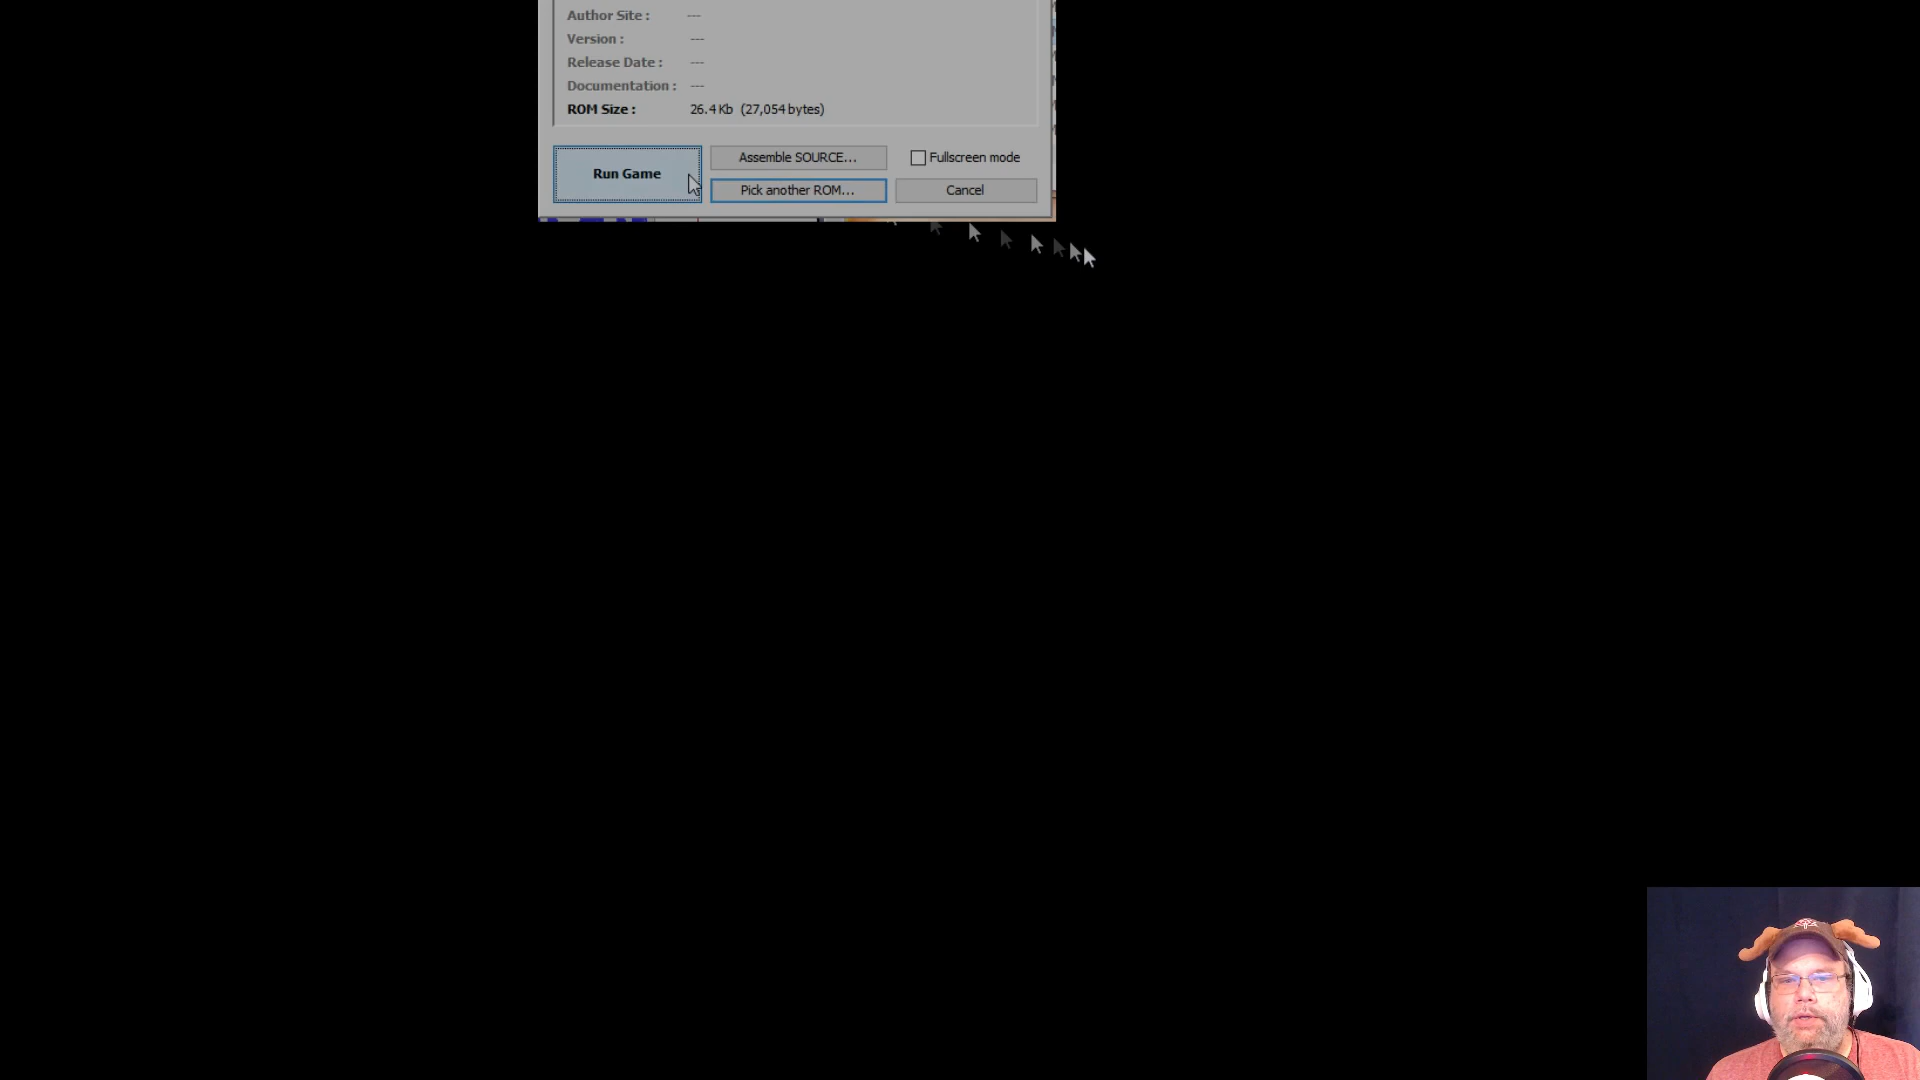 Author Site : ---
Version : ---
Release Date : ---
Documentation : ---
ROM Size : 26.4 Kb (27,054 bytes)
Run Game
Assemble SOURCE...
Fullscreen mode
Pick another ROM...
Cancel